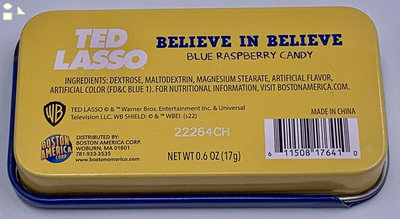 TED
LASSO
BELIEVE IN BELIEVE
BLUE RASPBERRY CANDY
INGREDIENTS: DEXTROSE, MALTODEXTRIN, MAGNESIUM STEARATE, ARTIFICIAL FLAVOR,
ARTIFICIAL COLOR (FD&C BLUE 1). FOR NUTRITIONAL INFORMATION, VISIT BOSTONAMERICA.COM.
WB
TED LASSO © & ™ Warner Bros. Entertainment Inc. & Universal
Television LLC. WB SHIELD: © & ™ WBEI. (s22)
22264CH
MADE IN CHINA
6 11508 17641 0
BOSTON
AMERICA
CORP
DISTRIBUTED BY:
BOSTON AMERICA CORP.
WOBURN, MA 01801
781-933-3535
www.bostonamerica.com
NET WT 0.6 OZ (17g)